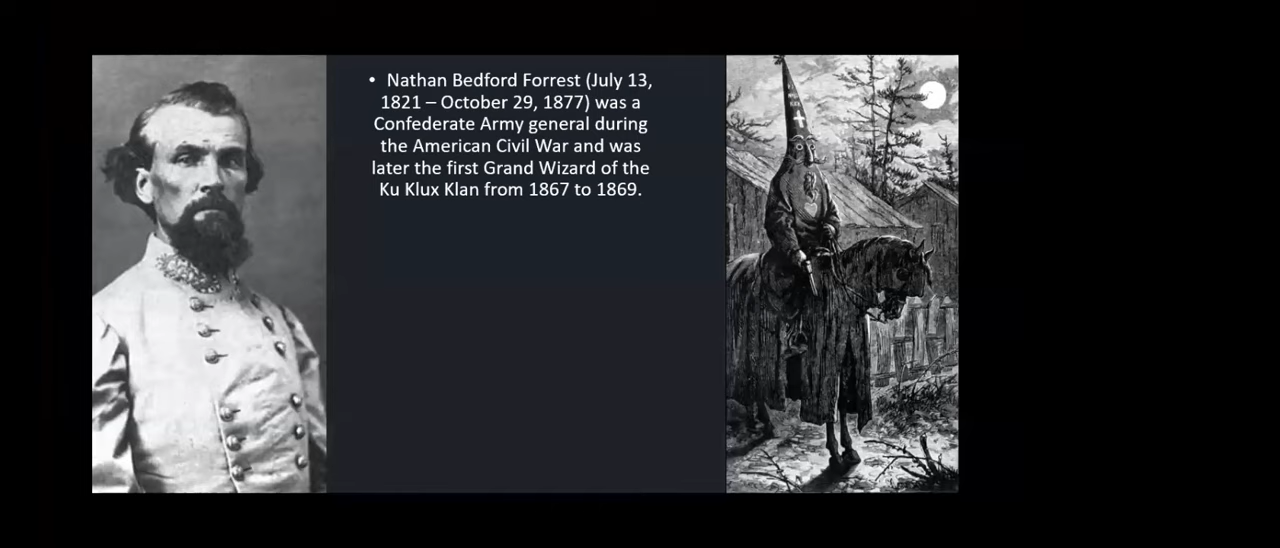 • Nathan Bedford Forrest (July 13,
1821 – October 29, 1877) was a
Confederate Army general during
the American Civil War and was
later the first Grand Wizard of the
Ku Klux Klan from 1867 to 1869.